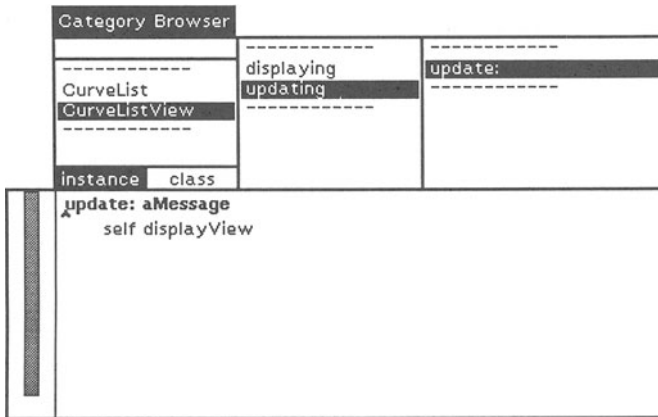 Category Browser
------------
CurveList
CurveListView
------------
instance class
------------
displaying
updating
------------
------------
update:
------------
update: aMessage
self displayView